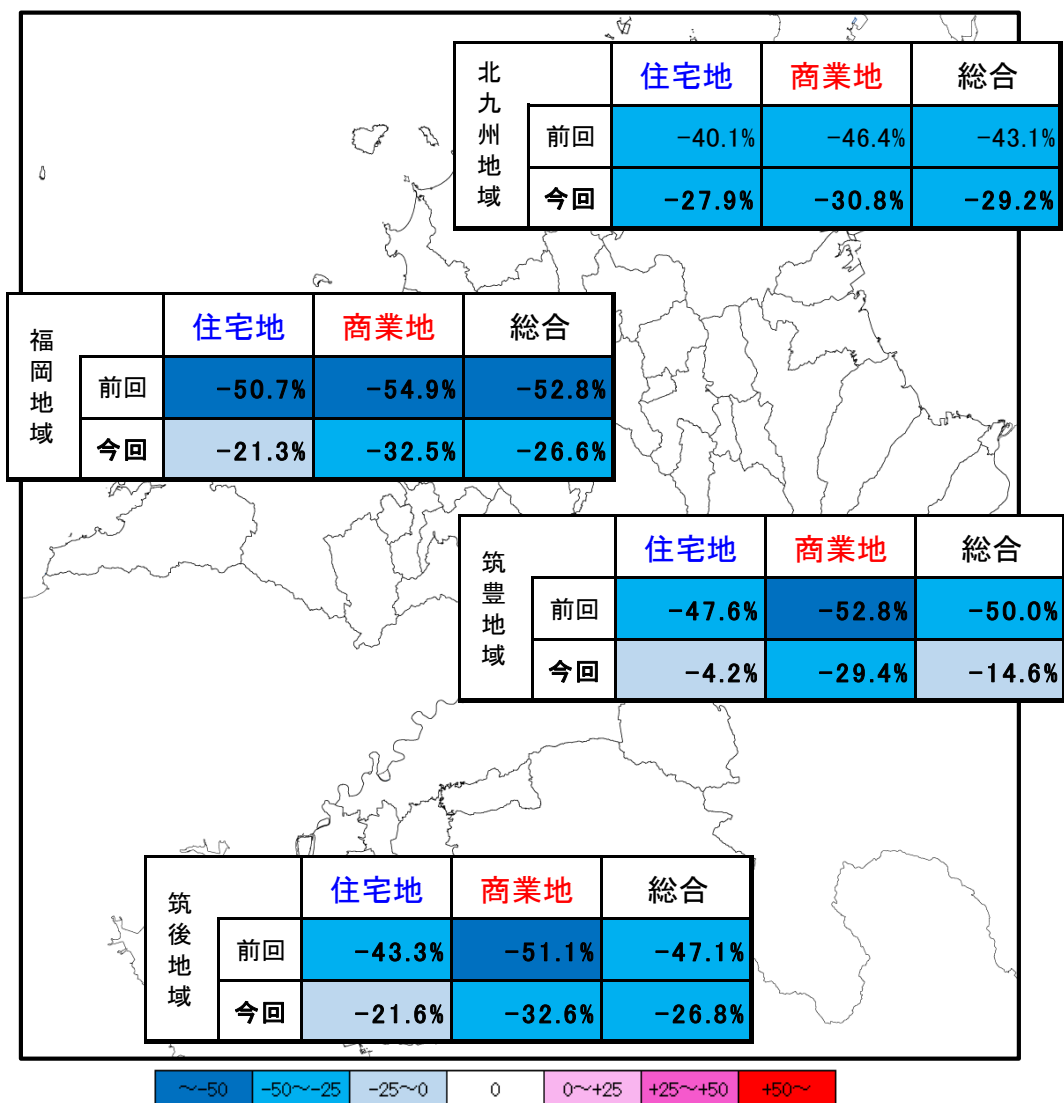 北九州地域
住宅地 商業地 総合
前回 -40.1% -46.4% -43.1%
今回 -27.9% -30.8% -29.2%
福岡地域
住宅地 商業地 総合
前回 -50.7% -54.9% -52.8%
今回 -21.3% -32.5% -26.6%
筑豊地域
住宅地 商業地 総合
前回 -47.6% -52.8% -50.0%
今回 -4.2% -29.4% -14.6%
筑後地域
住宅地 商業地 総合
前回 -43.3% -51.1% -47.1%
今回 -21.6% -32.6% -26.8%
～-50 -50～-25 -25～0 0 0～+25 +25～+50 +50～